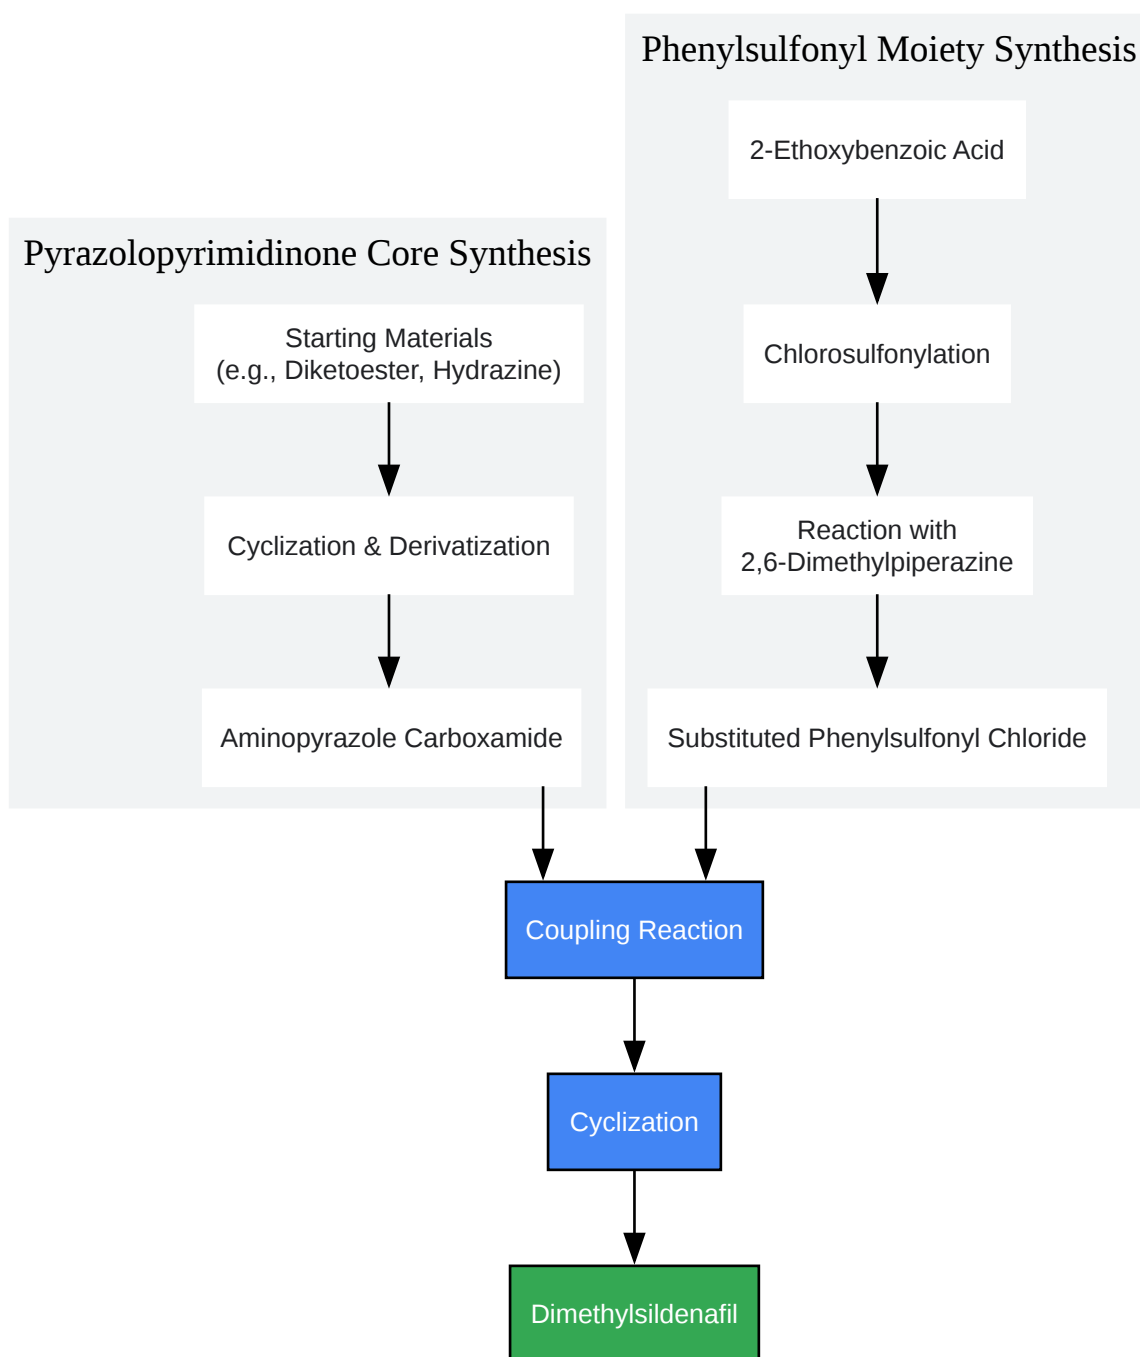 Phenylsulfonyl Moiety Synthesis
2-Ethoxybenzoic Acid
Chlorosulfonylation
Reaction with
2,6-Dimethylpiperazine
Substituted Phenylsulfonyl Chloride
Pyrazolopyrimidinone Core Synthesis
Starting Materials
(e.g., Diketoester, Hydrazine)
Cyclization & Derivatization
Aminopyrazole Carboxamide
Coupling Reaction
Cyclization
Dimethylsildenafil